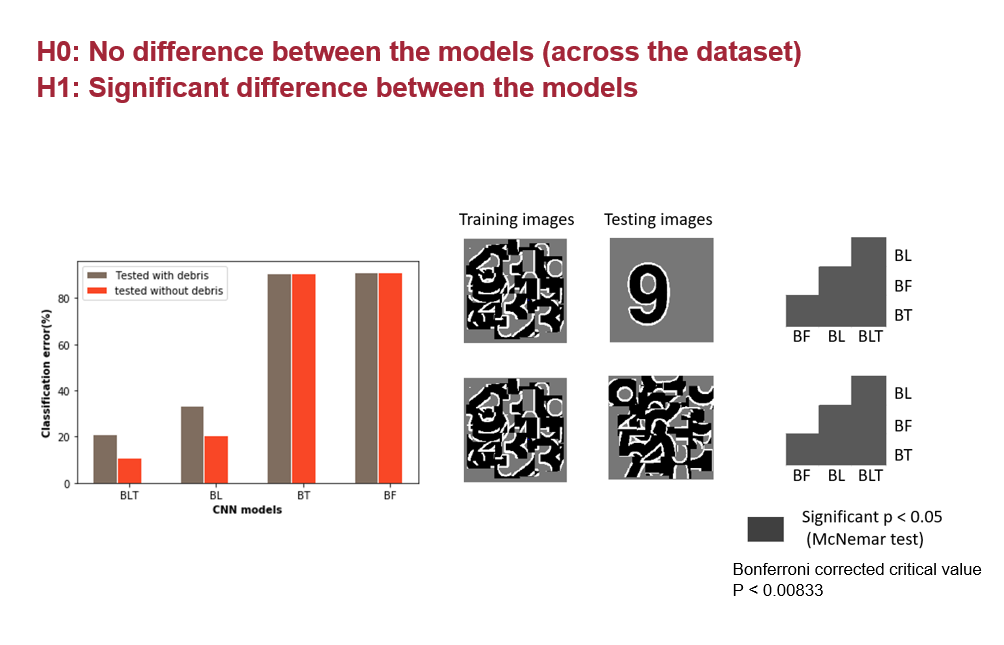 H0: No difference between the models (across the dataset)
H1: Significant difference between the models
Training images
Testing images
Classification error(%)
80
60
40
20
0
Tested with debris
tested without debris
BLT
BL
BT
BF
CNN models
9
BL
BF
BT
BF BL BLT
BL
BF
BT
BF BL BLT
Significant p < 0.05
(McNemar test)
Bonferroni corrected critical value
P < 0.00833